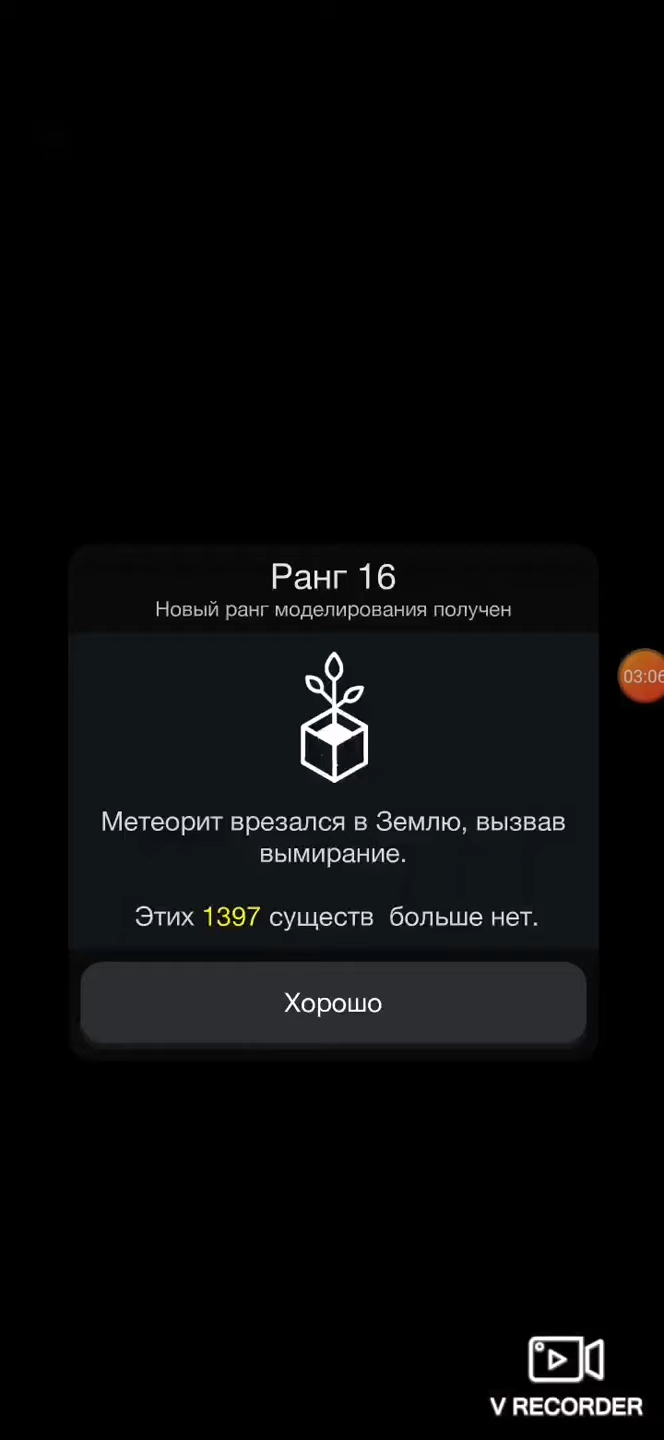 Ранг 16
Новый ранг моделирования получен
03:06
Метеорит врезался в Землю, вызвав
вымирание.
Этих 1397 существ больше нет.
Хорошо
V RECORDER